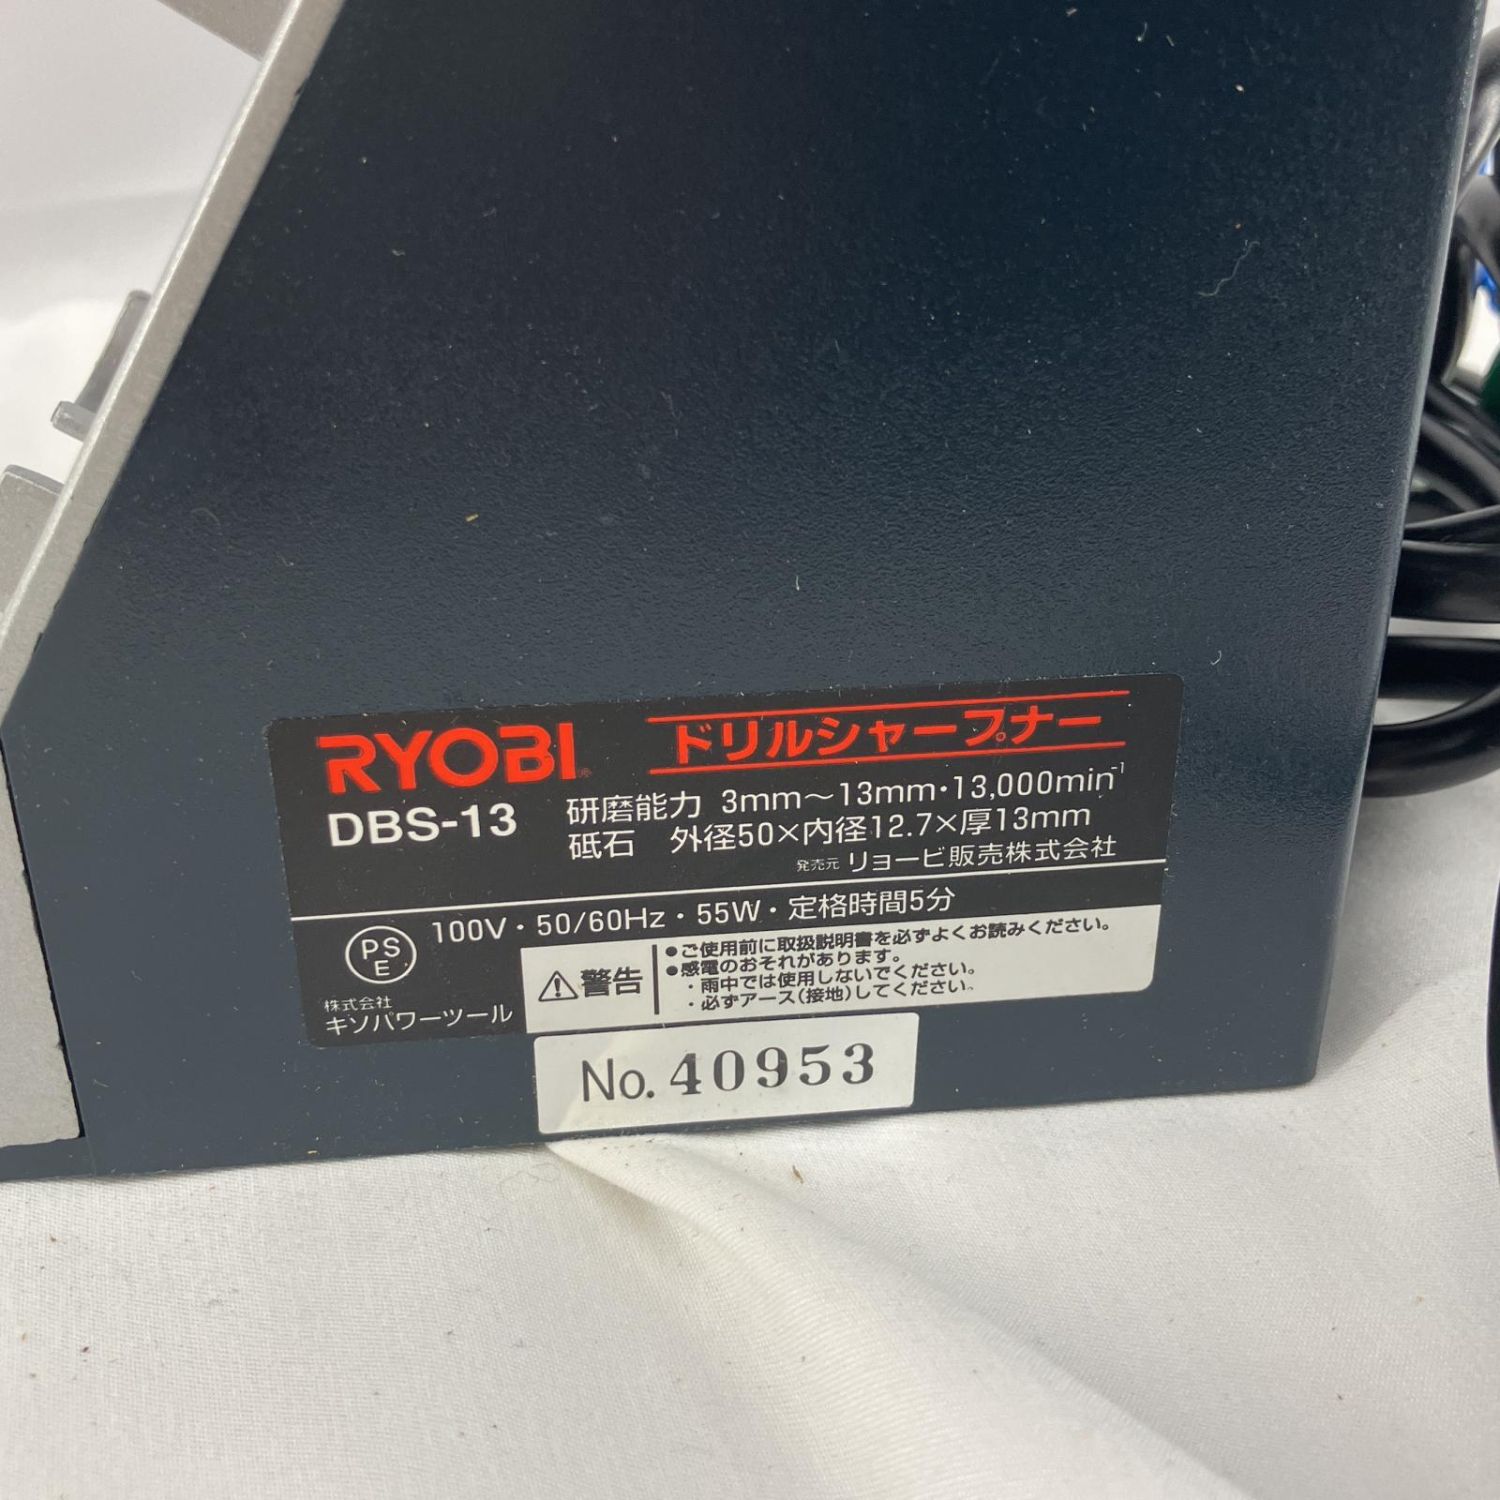 RYOBI® ドリルシャープナー
DBS-13 研磨能力 3mm～13mm・13,000min⁻¹
砥石 外径50×内径12.7×厚13mm
発売元 リョービ販売株式会社
100V・50/60Hz・55W・定格時間5分
PS
E
株式会社
キソパワーツール
警告
●ご使用前に取扱説明書を必ずよくお読みください。
●感電のおそれがあります。
・雨中では使用しないでください。
・必ずアース(接地)してください。
No. 40953